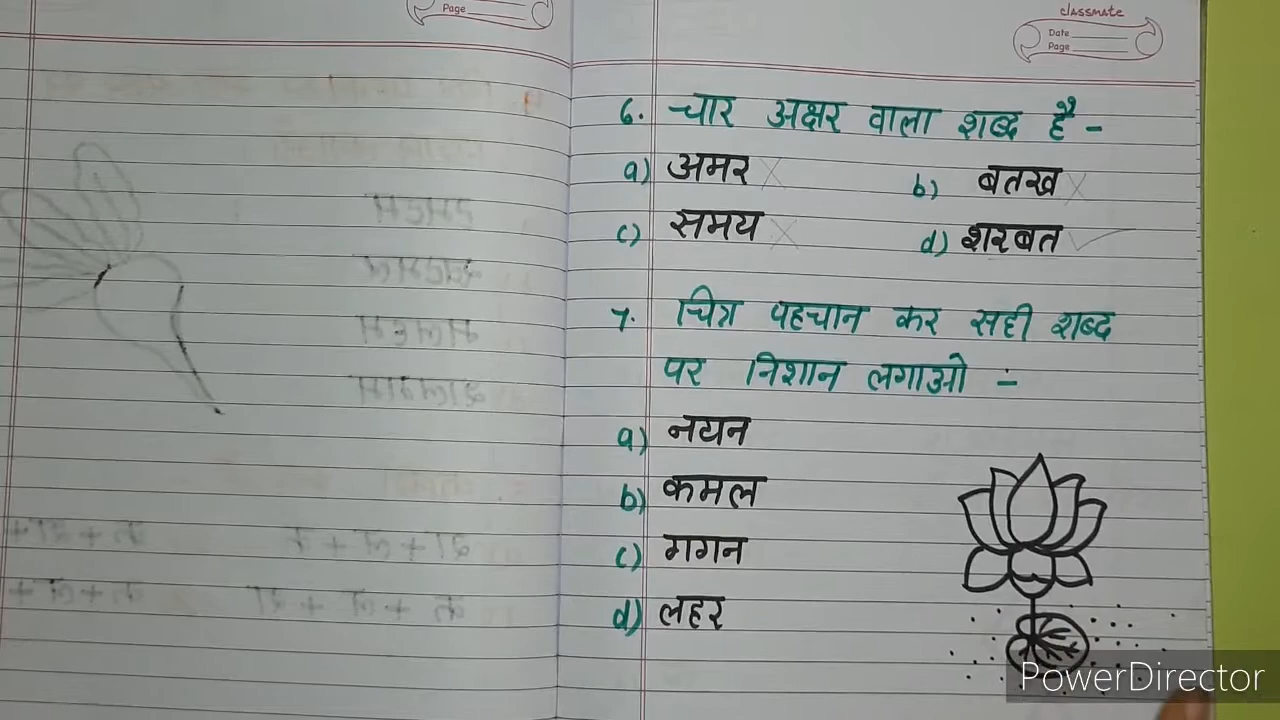 Page
classmate
Date
Page
6. चार अक्षर वाला शब्द है -
a) अमर × b) बतख ×
c) समय × d) शरबत ✓
7. चित्र पहचान कर सही शब्द
पर निशान लगाओ :-
a) नयन
b) कमल
c) गगन
d) लहर
PowerDirector